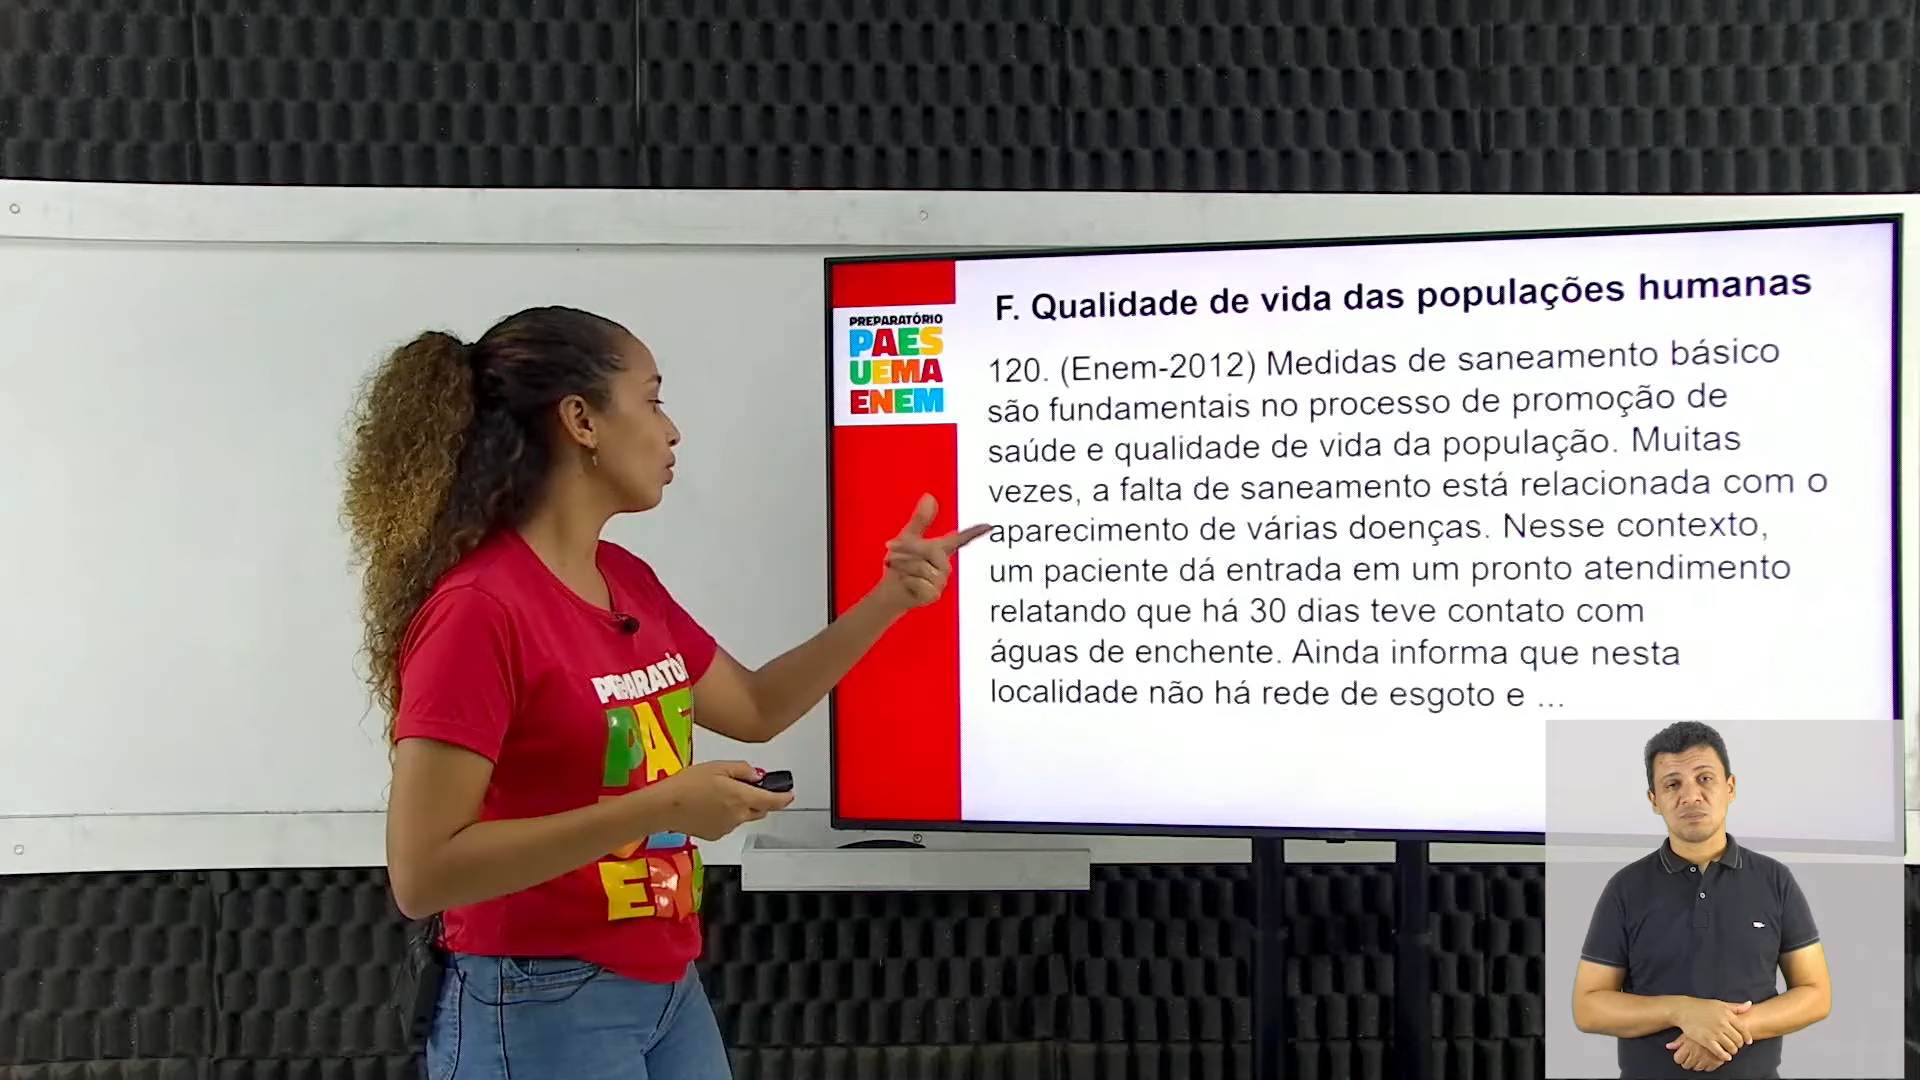 F. Qualidade de vida das populações humanas
PREPARATÓRIO
PAES
UEMA
ENEM
120. (Enem-2012) Medidas de saneamento básico
são fundamentais no processo de promoção de
saúde e qualidade de vida da população. Muitas
vezes, a falta de saneamento está relacionada com o
aparecimento de várias doenças. Nesse contexto,
um paciente dá entrada em um pronto atendimento
relatando que há 30 dias teve contato com
águas de enchente. Ainda informa que nesta
localidade não há rede de esgoto e ...
PREPARATÓ
PAE